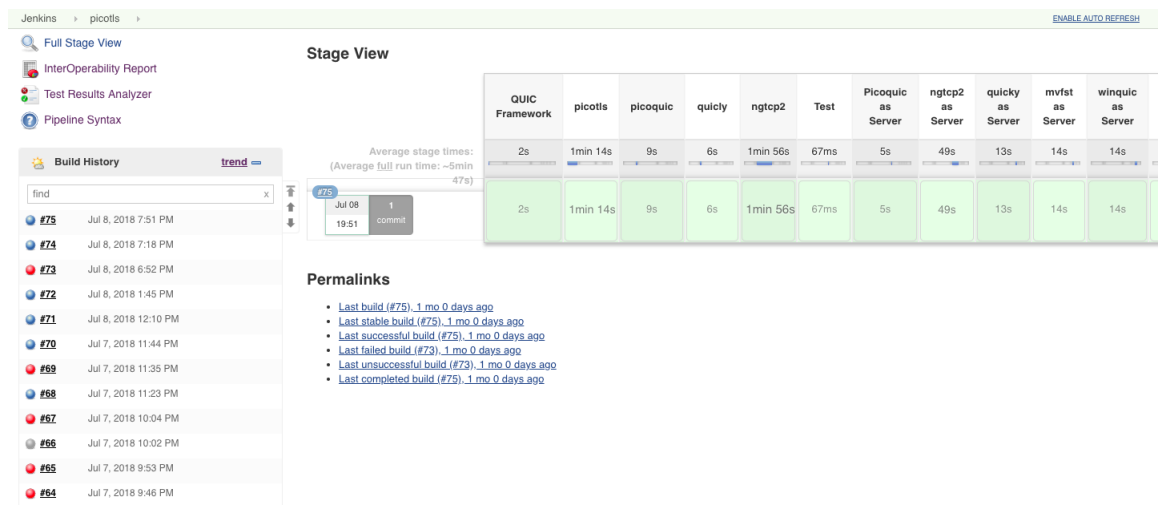 Jenkins picotls ENABLE AUTO REFRESH
Full Stage View
InterOperability Report
Test Results Analyzer
Pipeline Syntax
Build History trend
find x
#75 Jul 8, 2018 7:51 PM
#74 Jul 8, 2018 7:18 PM
#73 Jul 8, 2018 6:52 PM
#72 Jul 8, 2018 1:45 PM
#71 Jul 8, 2018 12:10 PM
#70 Jul 7, 2018 11:44 PM
#69 Jul 7, 2018 11:35 PM
#68 Jul 7, 2018 11:23 PM
#67 Jul 7, 2018 10:04 PM
#66 Jul 7, 2018 10:02 PM
#65 Jul 7, 2018 9:53 PM
#64 Jul 7, 2018 9:46 PM
Stage View
QUIC Framework
picotls
picoquic
quicly
ngtcp2
Test
Picoquic as Server
ngtcp2 as Server
quicky as Server
mvfst as Server
winquic as Server
Average stage times:
(Average full run time: ~5min
47s)
2s 1min 14s 9s 6s 1min 56s 67ms 5s 49s 13s 14s 14s
#75
Jul 08
19:51
1
commit
2s 1min 14s 9s 6s 1min 56s 67ms 5s 49s 13s 14s 14s
Permalinks
Last build (#75), 1 mo 0 days ago
Last stable build (#75), 1 mo 0 days ago
Last successful build (#75), 1 mo 0 days ago
Last failed build (#73), 1 mo 0 days ago
Last unsuccessful build (#73), 1 mo 0 days ago
Last completed build (#75), 1 mo 0 days ago